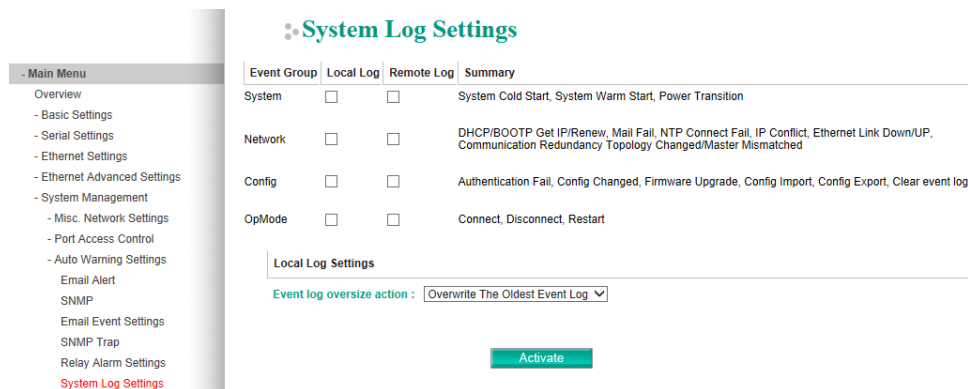 System Log Settings
- Main Menu
Overview
- Basic Settings
- Serial Settings
- Ethernet Settings
- Ethernet Advanced Settings
- System Management
- Misc. Network Settings
- Port Access Control
- Auto Warning Settings
Email Alert
SNMP
Email Event Settings
SNMP Trap
Relay Alarm Settings
System Log Settings
Event Group Local Log Remote Log Summary
System System Cold Start, System Warm Start, Power Transition
Network DHCP/BOOTP Get IP/Renew, Mail Fail, NTP Connect Fail, IP Conflict, Ethernet Link Down/UP,
Communication Redundancy Topology Changed/Master Mismatched
Config Authentication Fail, Config Changed, Firmware Upgrade, Config Import, Config Export, Clear event log
OpMode Connect, Disconnect, Restart
Local Log Settings
Event log oversize action : Overwrite The Oldest Event Log
Activate